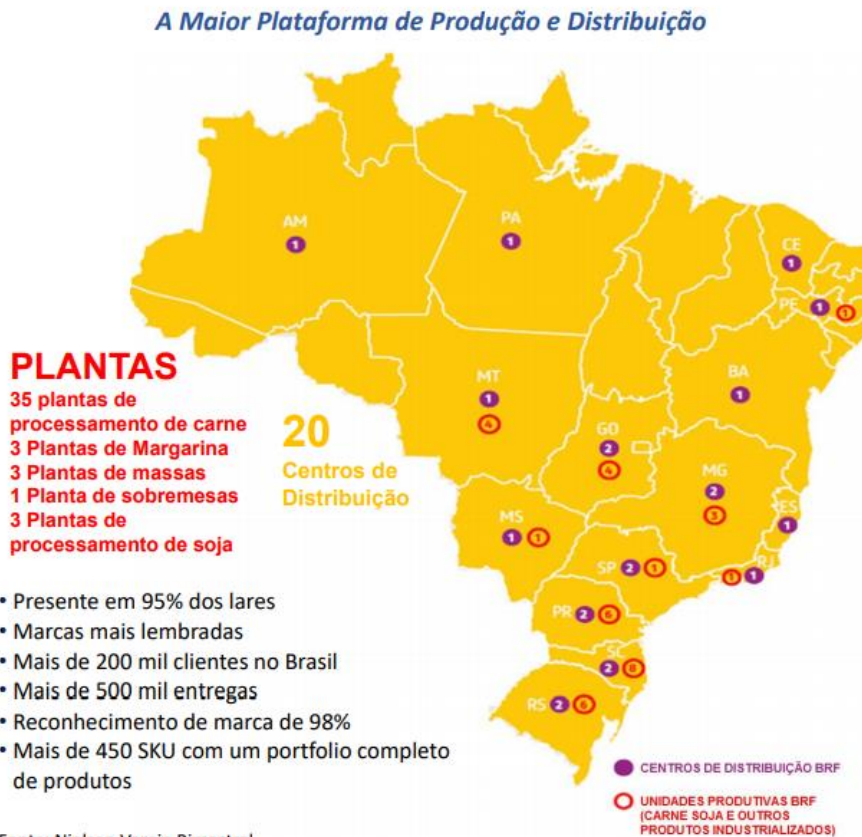 A Maior Plataforma de Produção e Distribuição
AM
1
PA
1
CE
1
PE
1
1
MT
1
4
BA
1
GO
2
4
MG
2
3
ES
1
MS
1
1
SP
2
1
RJ
1
1
PR
2
6
SC
2
8
RS
2
6
PLANTAS
35 plantas de
processamento de carne
3 Plantas de Margarina
3 Plantas de massas
1 Planta de sobremesas
3 Plantas de
processamento de soja
20
Centros de
Distribuição
• Presente em 95% dos lares
• Marcas mais lembradas
• Mais de 200 mil clientes no Brasil
• Mais de 500 mil entregas
• Reconhecimento de marca de 98%
• Mais de 450 SKU com um portfolio completo
de produtos
CENTROS DE DISTRIBUIÇÃO BRF
UNIDADES PRODUTIVAS BRF
(CARNE SOJA E OUTROS
PRODUTOS INDUSTRIALIZADOS)